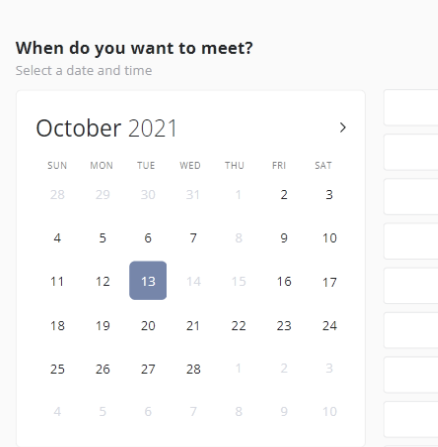 When do you want to meet?
Select a date and time
October 2021
SUN MON TUE WED THU FRI SAT
28 29 30 31 1 2 3
4 5 6 7 8 9 10
11 12 13 14 15 16 17
18 19 20 21 22 23 24
25 26 27 28 1 2 3
4 5 6 7 8 9 10